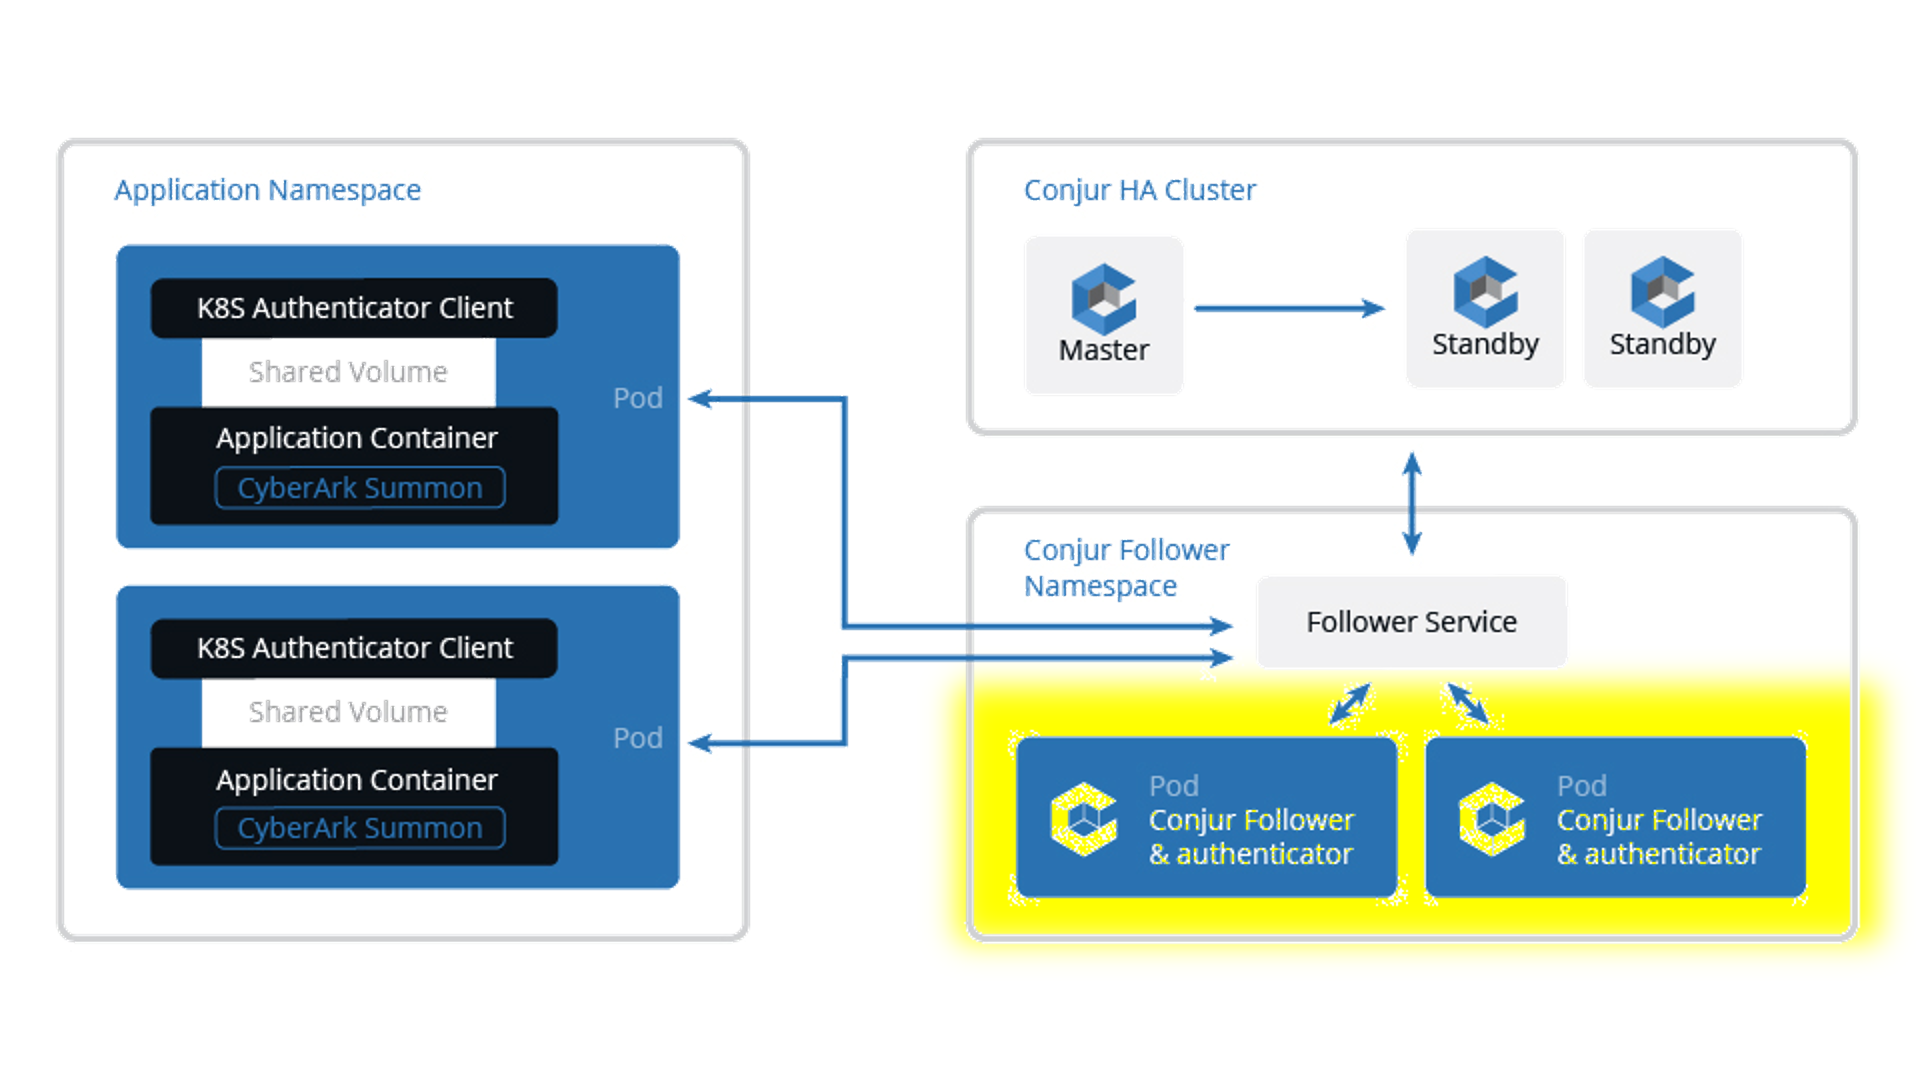 Application Namespace
K8S Authenticator Client
Shared Volume
Pod
Application Container
CyberArk Summon
K8S Authenticator Client
Shared Volume
Pod
Application Container
CyberArk Summon
Conjur HA Cluster
Master
Standby
Standby
Conjur Follower
Namespace
Follower Service
Pod
Conjur Follower
& authenticator
Pod
Conjur Follower
& authenticator